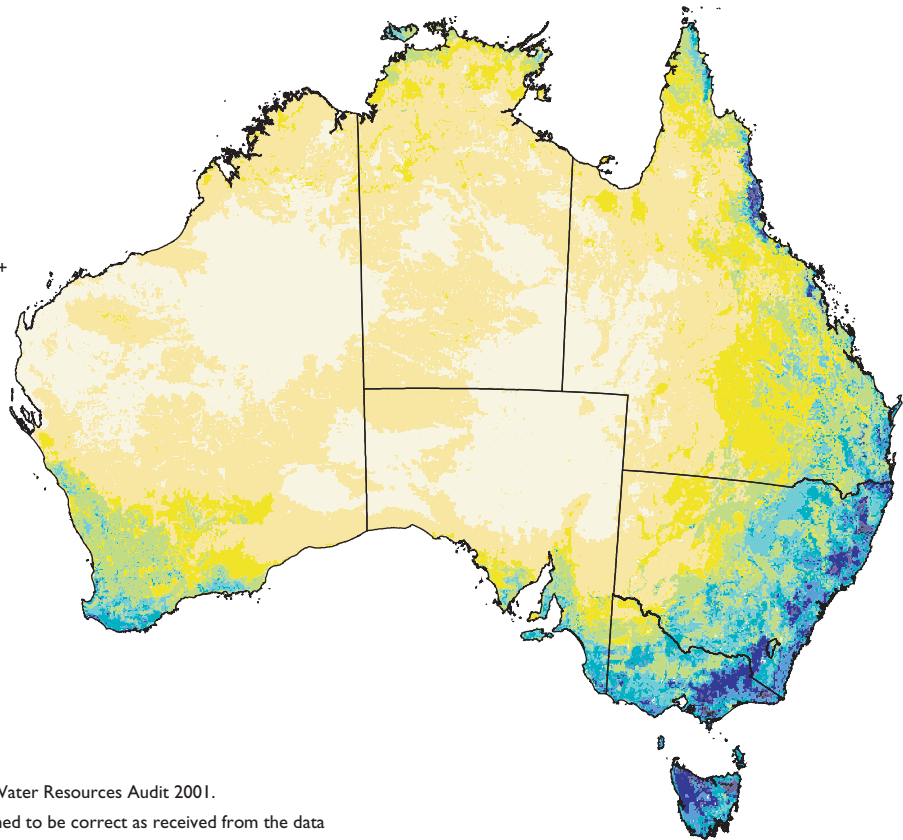 +
Water Resources Audit 2001.
ned to be correct as received from the data